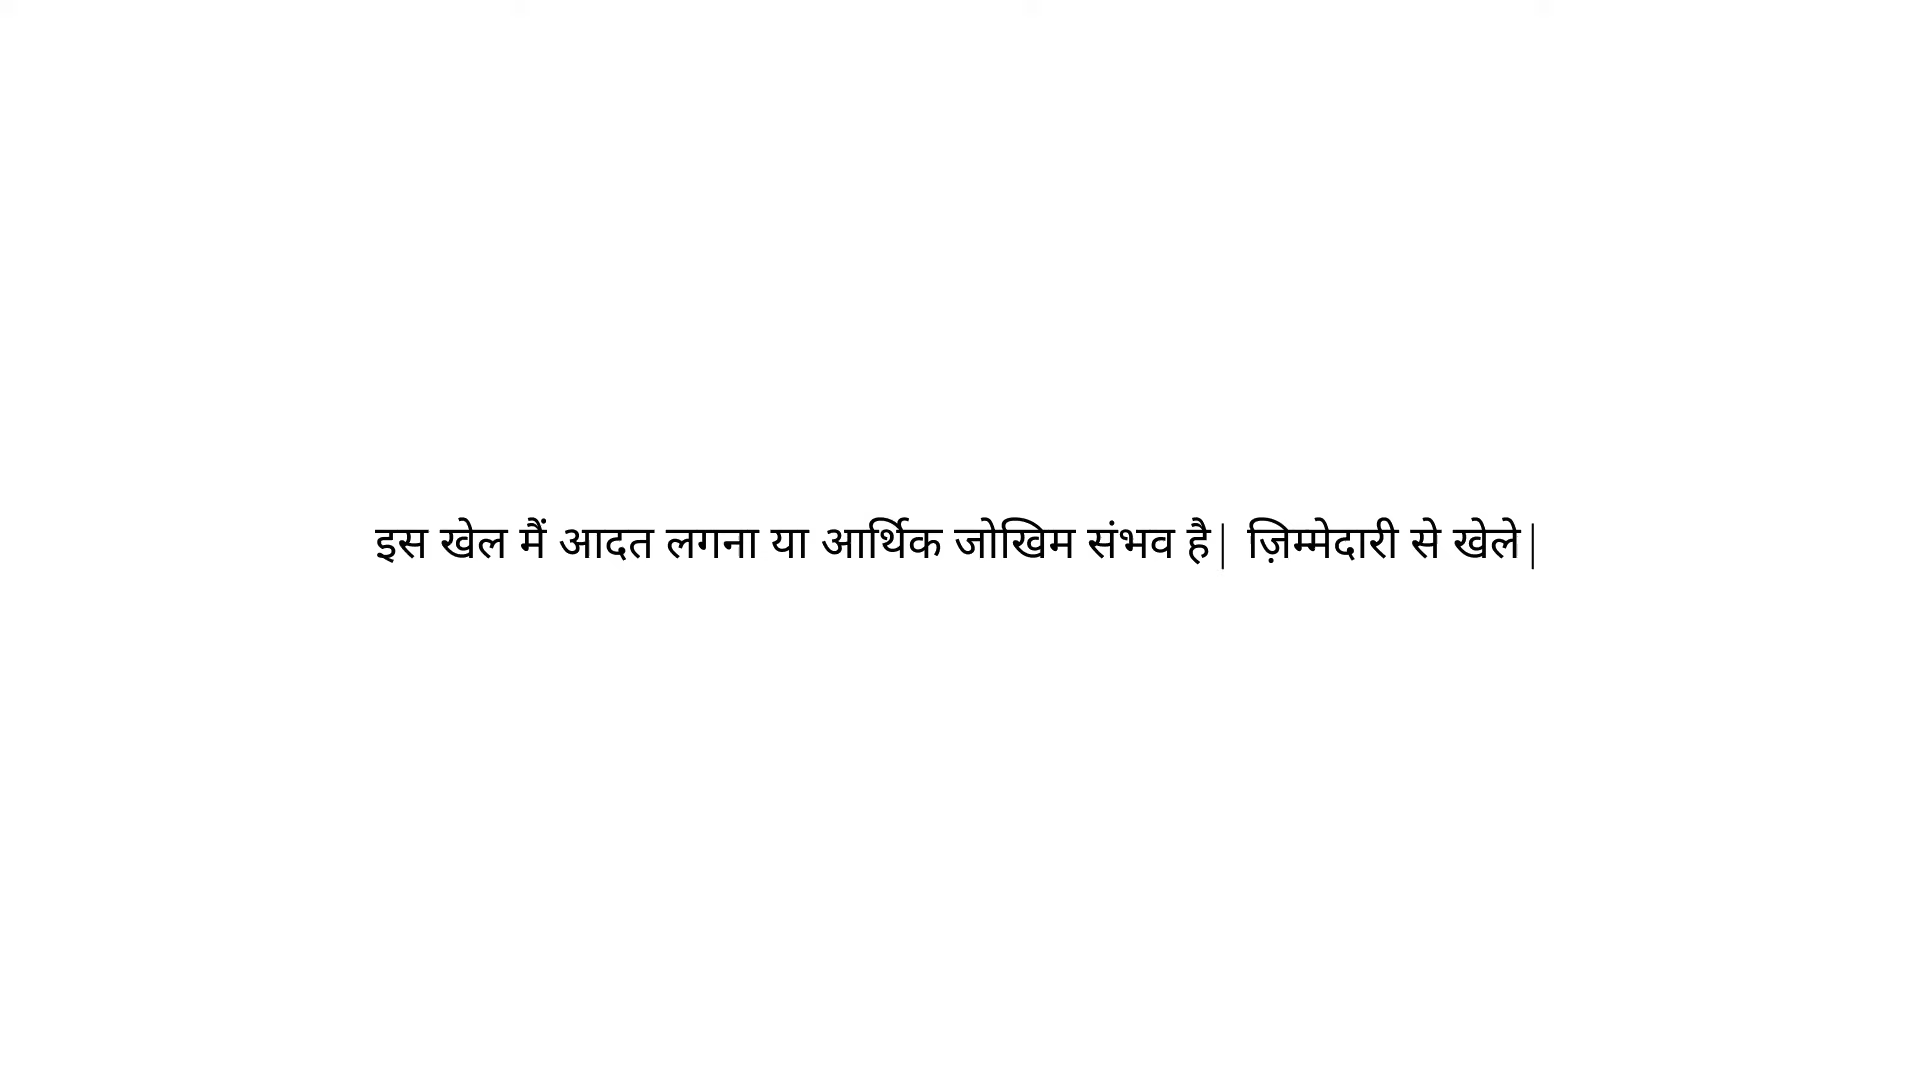 इस खेल मैं आदत लगना या आर्थिक जोखिम संभव है| ज़िम्मेदारी से खेले|